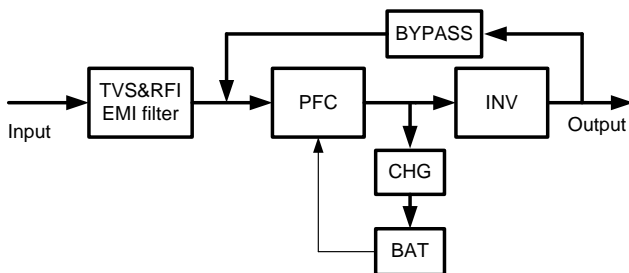 BYPASS
TVS&RFI
EMI filter
PFC
INV
Input
Output
CHG
BAT